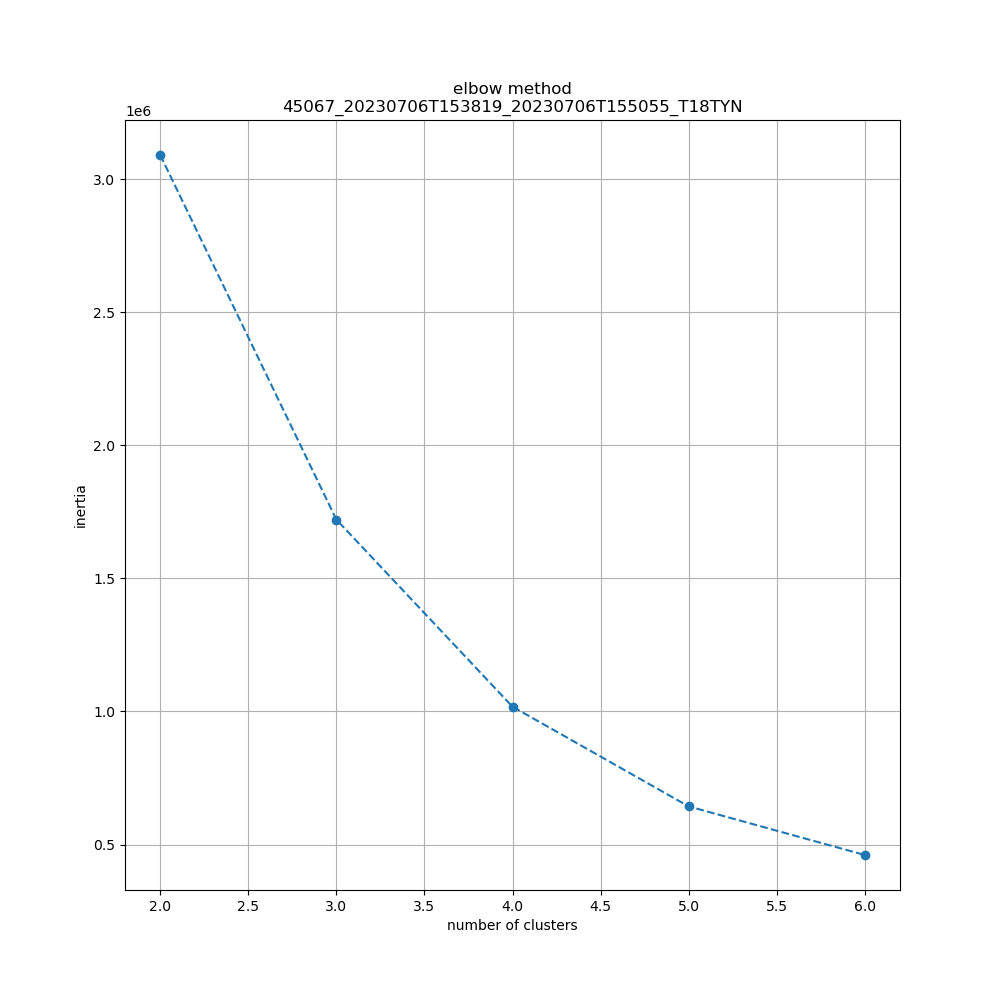 elbow method
45067_20230706T153819_20230706T155055_T18TYN
1e6
3.0
2.5
2.0
1.5
1.0
0.5
inertia
2.0 2.5 3.0 3.5 4.0 4.5 5.0 5.5 6.0
number of clusters